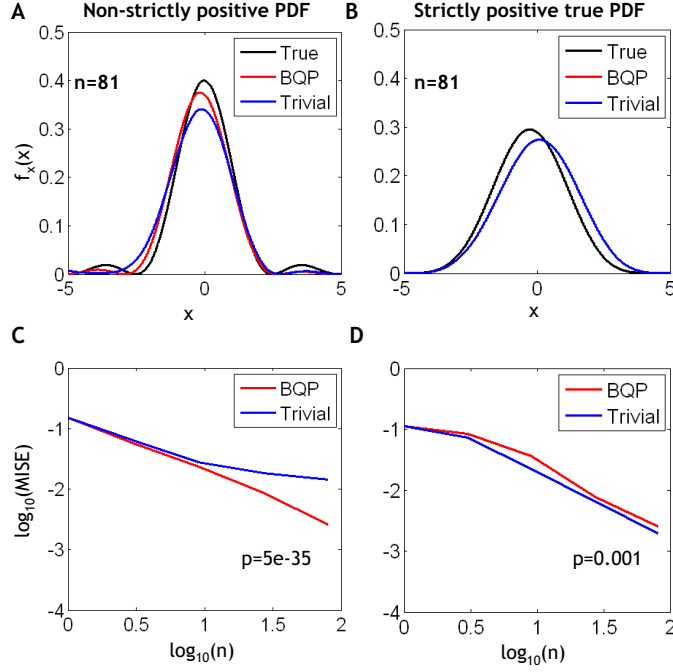 A
Non-strictly positive PDF
n=81
True
BQP
Trivial
f_x(x)
0.5
0.4
0.3
0.2
0.1
0
-5
0
5
x
B
Strictly positive true PDF
n=81
True
BQP
Trivial
0.5
0.4
0.3
0.2
0.1
0
-5
0
5
x
C
BQP
Trivial
p=5e-35
log₁₀(MISE)
0
-1
-2
-3
-4
0
0.5
1
1.5
2
log₁₀(n)
D
BQP
Trivial
p=0.001
0
-1
-2
-3
-4
0
0.5
1
1.5
2
log₁₀(n)